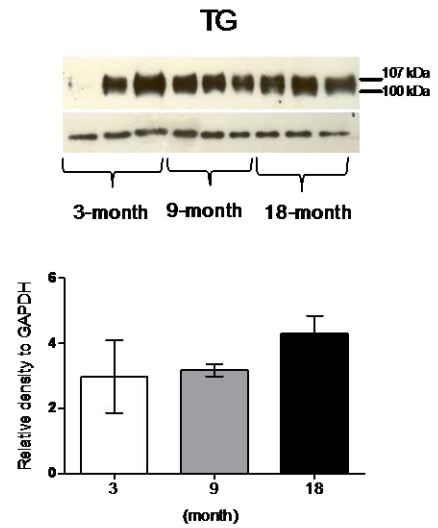 TG
107 kDa
100 kDa
3-month 9-month 18-month
Relative density to GAPDH
6
4
2
0
3 9 18
(month)